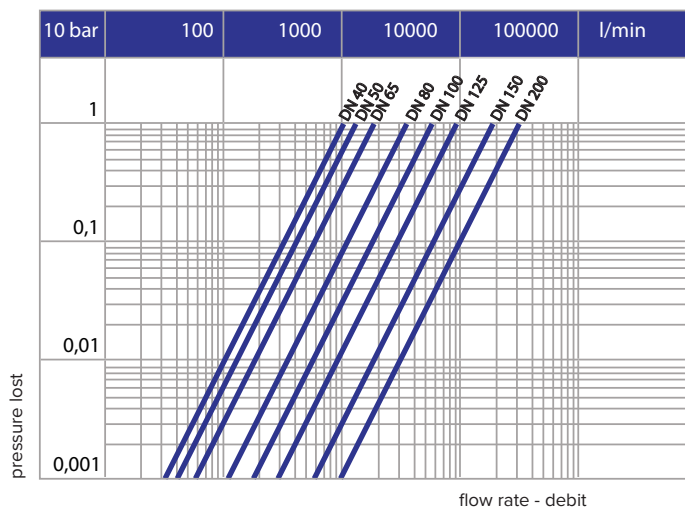 10 bar 100 1000 10000 100000 l/min
DN 40 DN 50 DN 65 DN 80 DN 100 DN 125 DN 150 DN 200
1
0,1
0,01
0,001
pressure lost
flow rate - debit